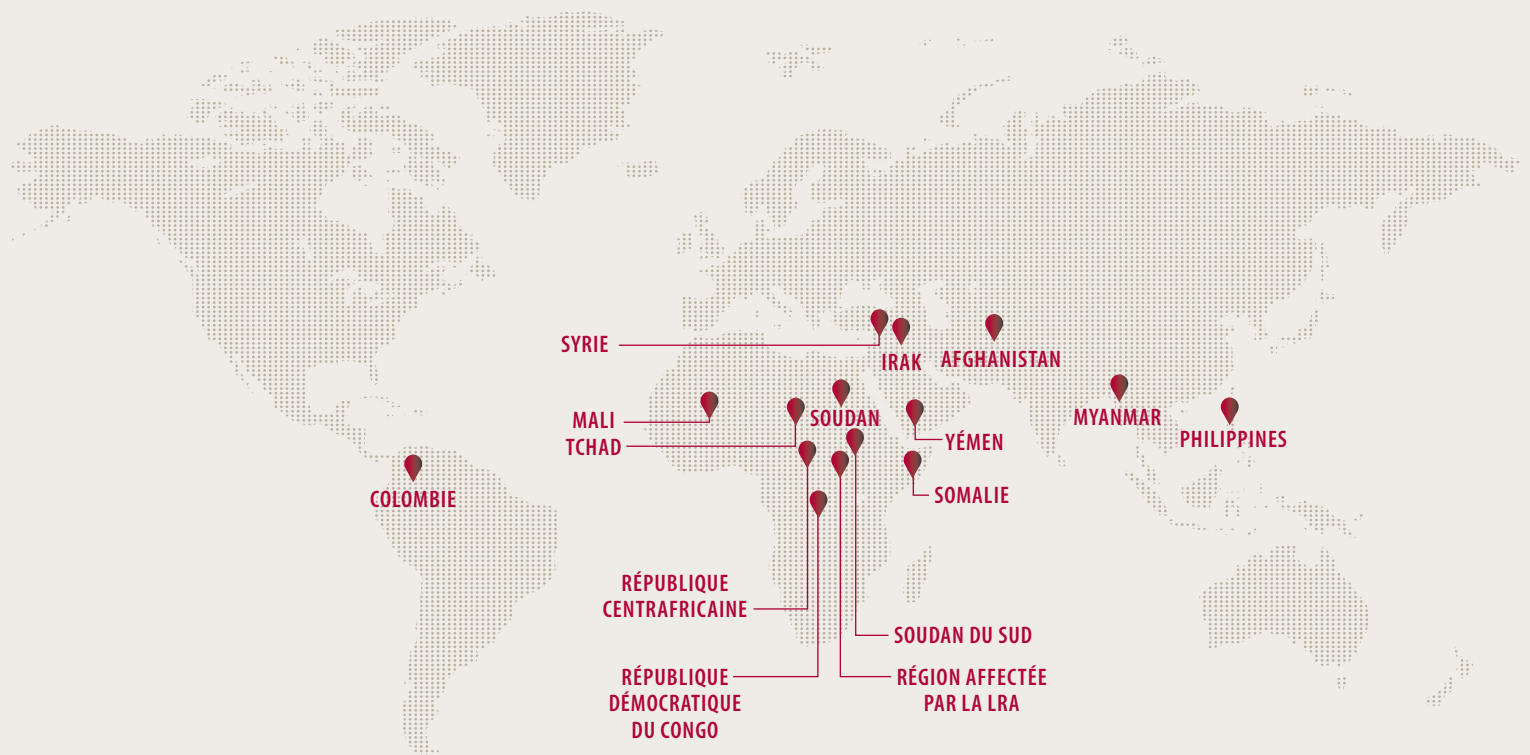 SYRIE
IRAK
AFGHANISTAN
MALI
SOUDAN
MYANMAR
TCHAD
YÉMEN
PHILIPPINES
COLOMBIE
SOMALIE
RÉPUBLIQUE
CENTRAFRICAINE
SOUDAN DU SUD
RÉPUBLIQUE
DÉMOCRATIQUE
DU CONGO
RÉGION AFFECTÉE
PAR LA LRA